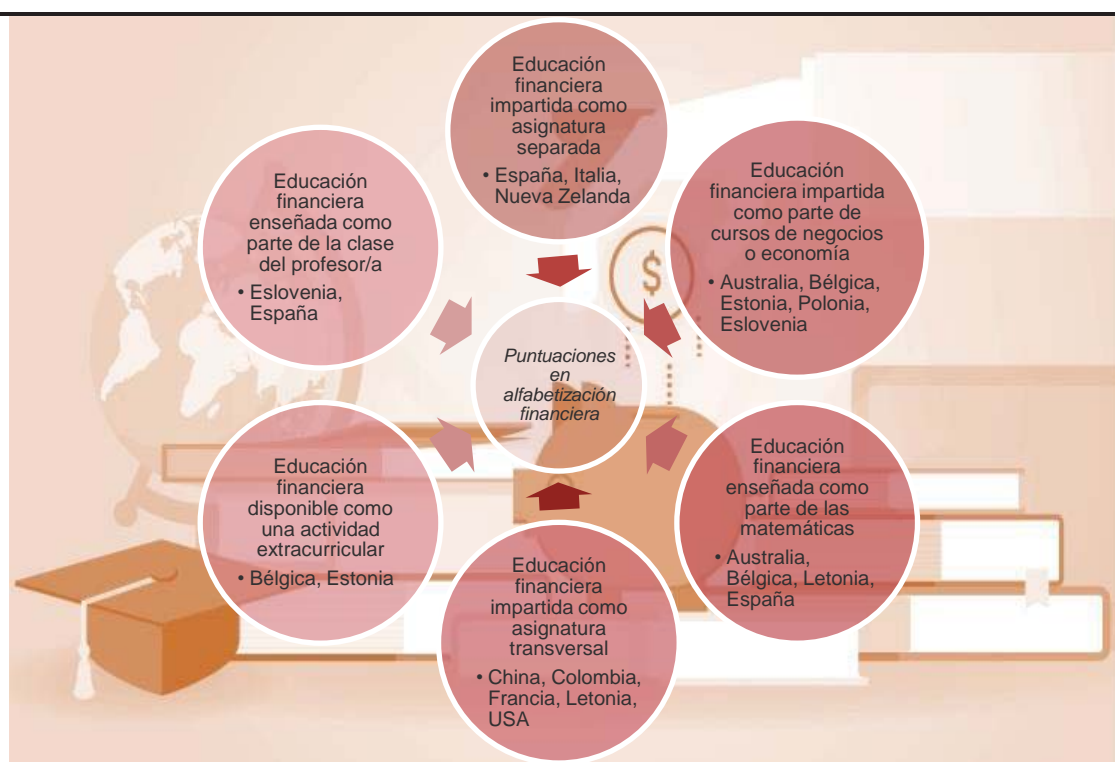 Educación
financiera
impartida como
asignatura
separada
• España, Italia,
Nueva Zelanda
Educación
financiera impartida
como parte de
cursos de negocios
o economía
• Australia, Bélgica,
Estonia, Polonia,
Eslovenia
Educación
financiera
enseñada como
parte de las
matemáticas
• Australia,
Bélgica, Letonia,
España
Educación
financiera
impartida como
asignatura
transversal
• China, Colombia,
Francia, Letonia,
USA
Educación
financiera
disponible como
una actividad
extracurricular
• Bélgica, Estonia
Educación
financiera
enseñada como
parte de la clase
del profesor/a
• Eslovenia,
España
Puntuaciones
en
alfabetización
financiera
$